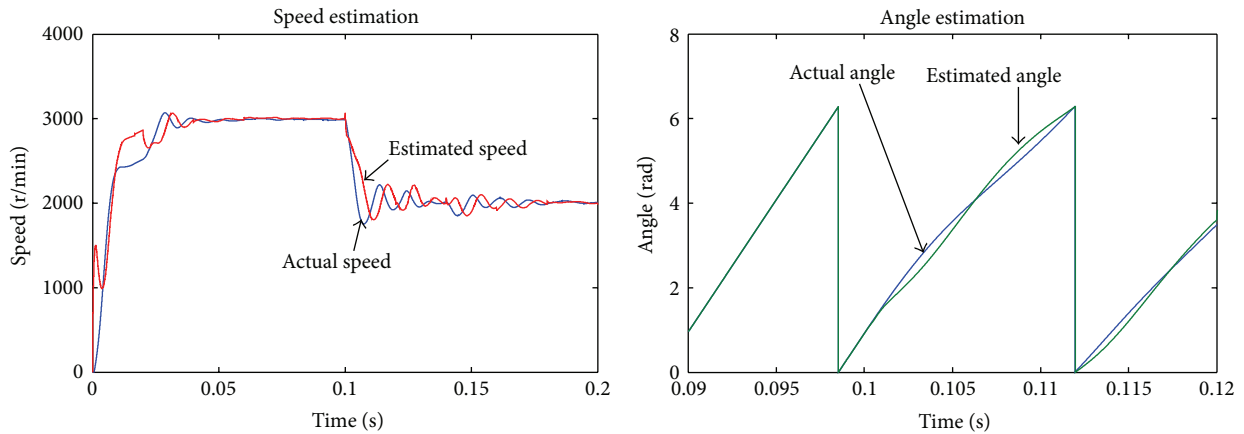 Speed estimation
4000
3000
2000
1000
0
Speed (r/min)
Estimated speed
Actual speed
0 0.05 0.1 0.15 0.2
Time (s)
Angle estimation
8
6
4
2
0
Angle (rad)
Actual angle
Estimated angle
0.09 0.095 0.1 0.105 0.11 0.115 0.12
Time (s)